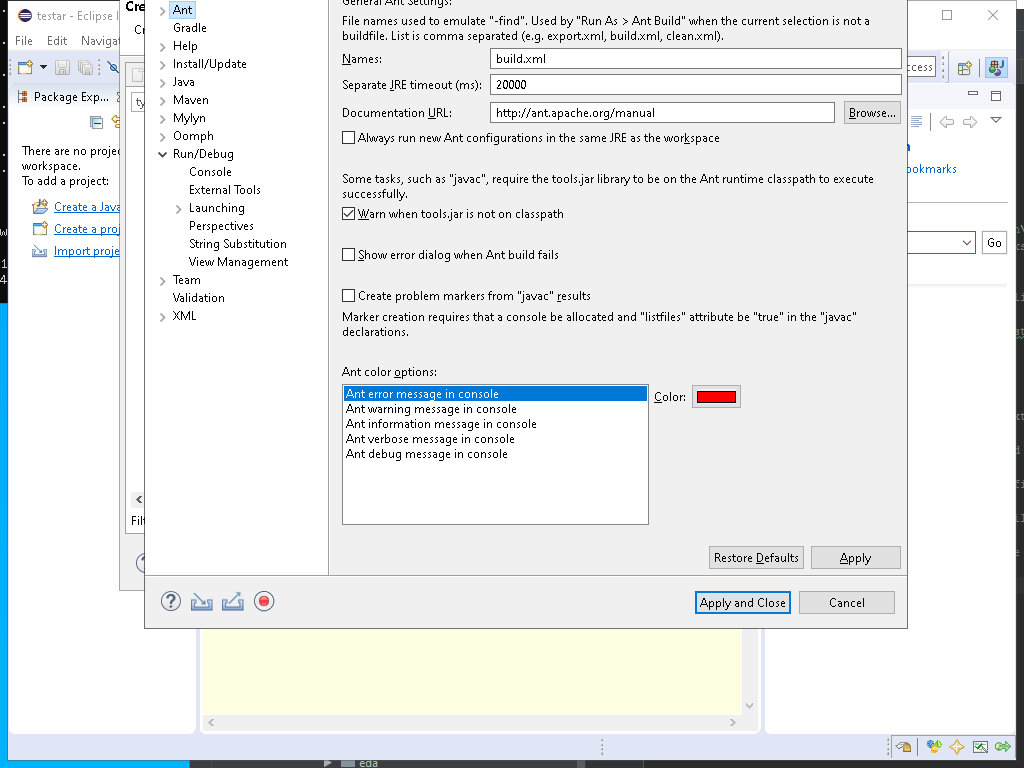 testar - Eclipse I
File Edit Navigat
Package Exp...
There are no projec
workspace.
To add a project:
Create a Java
Create a proj
Import proje
Cre
Cr
ty
Filt
Ant
Gradle
Help
Install/Update
Java
Maven
Mylyn
Oomph
Run/Debug
Console
External Tools
Launching
Perspectives
String Substitution
View Management
Team
Validation
XML
General Ant Settings:
File names used to emulate "-find". Used by "Run As > Ant Build" when the current selection is not a
buildfile. List is comma separated (e.g. export.xml, build.xml, clean.xml).
Names: build.xml
Separate JRE timeout (ms): 20000
Documentation URL: http://ant.apache.org/manual Browse...
Always run new Ant configurations in the same JRE as the workspace
Some tasks, such as "javac", require the tools.jar library to be on the Ant runtime classpath to execute
successfully.
Warn when tools.jar is not on classpath
Show error dialog when Ant build fails
Create problem markers from "javac" results
Marker creation requires that a console be allocated and "listfiles" attribute be "true" in the "javac"
declarations.
Ant color options:
Ant error message in console
Ant warning message in console
Ant information message in console
Ant verbose message in console
Ant debug message in console
Color:
Restore Defaults Apply
Apply and Close Cancel
ccess
ookmarks
Go
eda